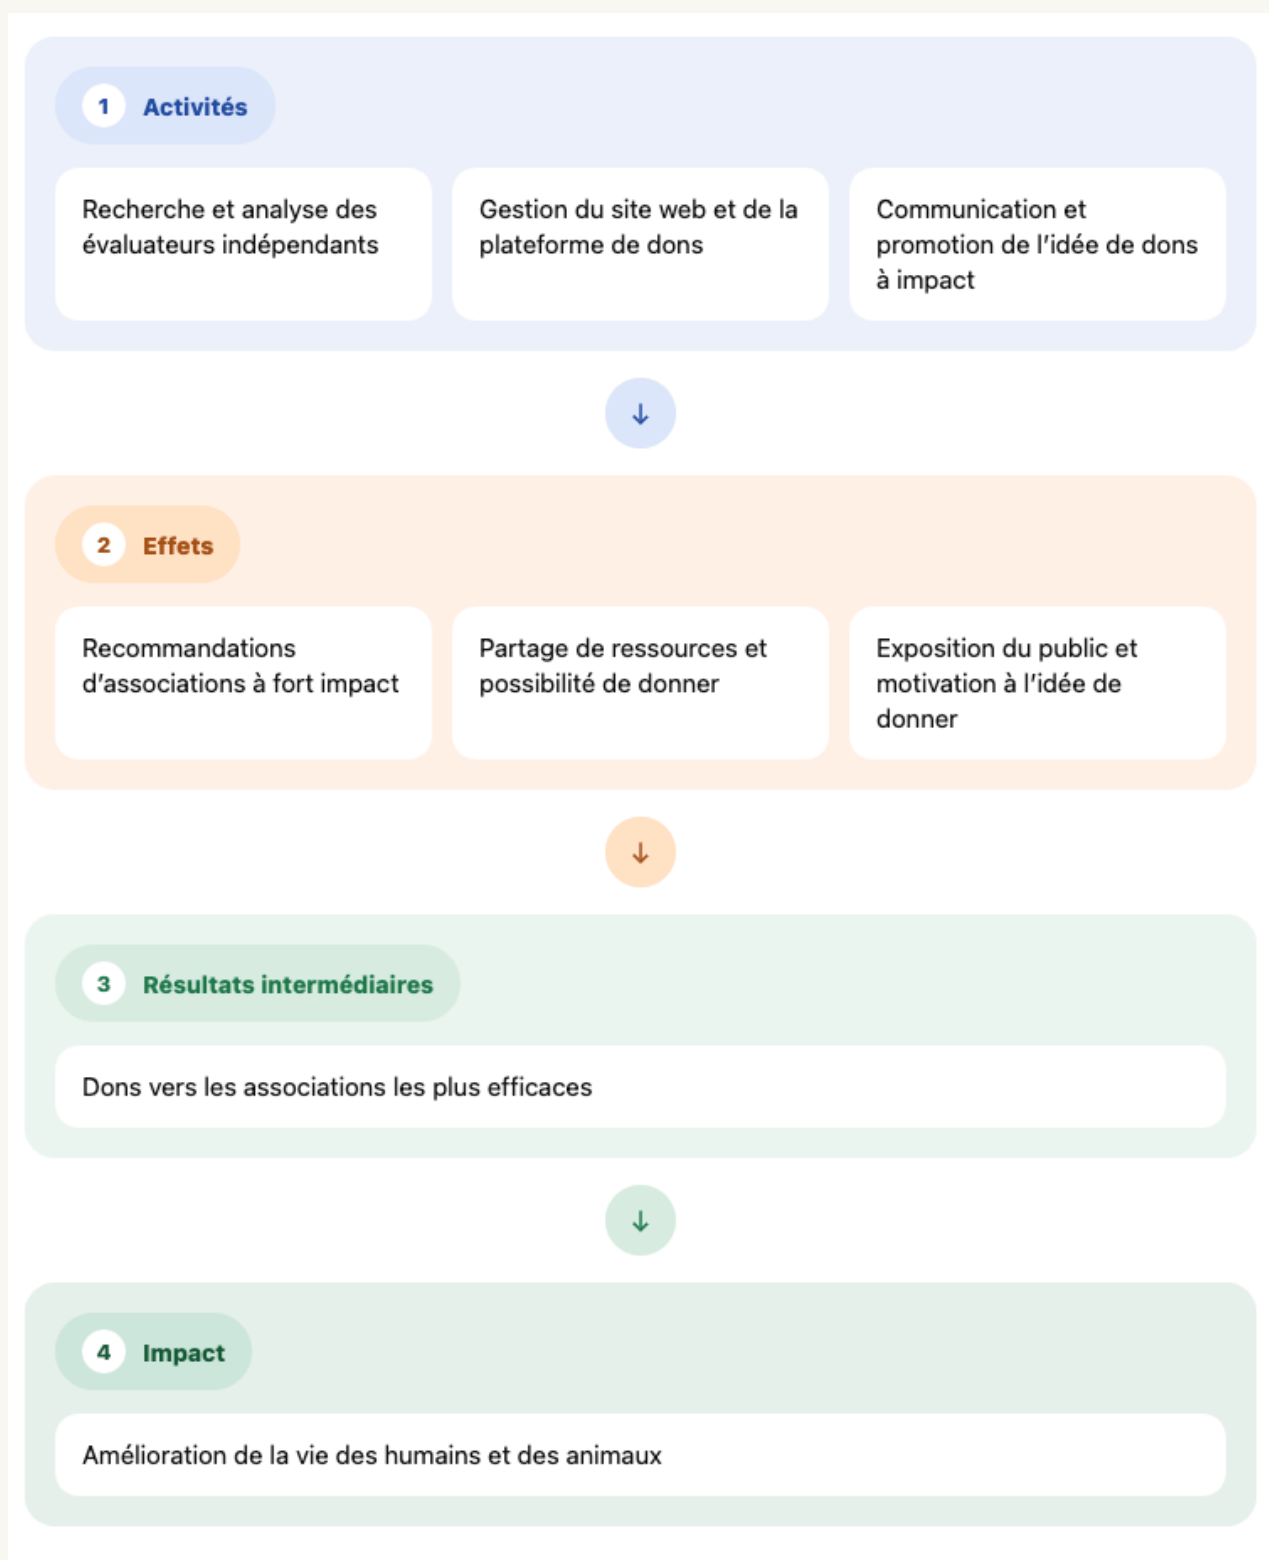 1 Activités
Recherche et analyse des
évaluateurs indépendants
Gestion du site web et de la
plateforme de dons
Communication et
promotion de l’idée de dons
à impact
↓
2 Effets
Recommandations
d’associations à fort impact
Partage de ressources et
possibilité de donner
Exposition du public et
motivation à l’idée de
donner
↓
3 Résultats intermédiaires
Dons vers les associations les plus efficaces
↓
4 Impact
Amélioration de la vie des humains et des animaux